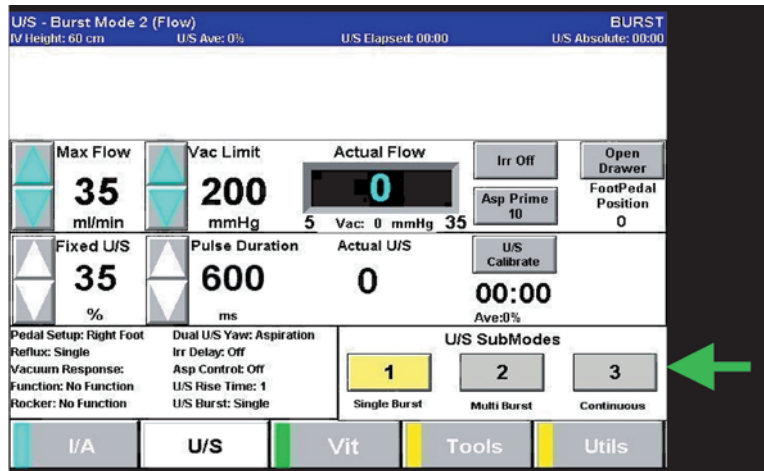 U/S - Burst Mode 2 (Flow) BURST
IV Height: 60 cm U/S Ave: 0% U/S Elapsed: 00:00 U/S Absolute: 00:00
Max Flow Vac Limit Actual Flow Irr Off Open Drawer
35 200 0 Asp Prime 10 FootPedal Position
ml/min mmHg 5 Vac: 0 mmHg 35 0
Fixed U/S Pulse Duration Actual U/S U/S Calibrate
35 600 0 00:00
% ms Ave:0%
Pedal Setup: Right Foot Dual U/S Yaw: Aspiration U/S SubModes
Reflux: Single Irr Delay: Off
Vacuum Response: Asp Control: Off 1 2 3
Function: No Function U/S Rise Time: 1
Rocker: No Function U/S Burst: Single Single Burst Multi Burst Continuous
I/A U/S Vit Tools Utils